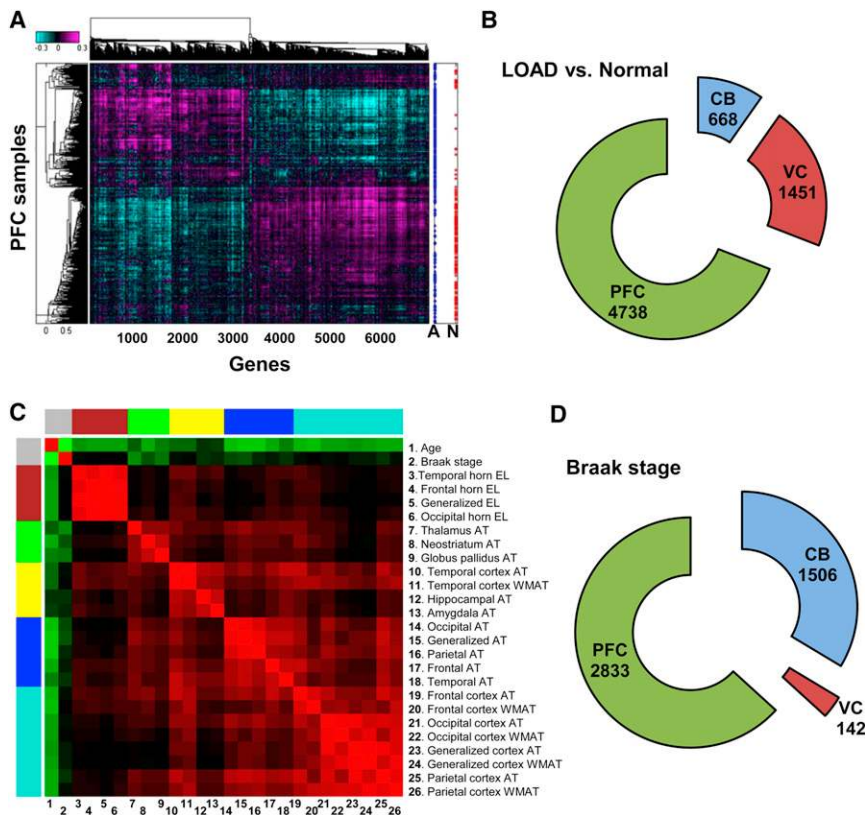 A
-0.3 0 0.3
PFC samples
0 0.5
1000 2000 3000 4000 5000 6000
A N
Genes
B
LOAD vs. Normal
CB
668
VC
1451
PFC
4738
C
1. Age
2. Braak stage
3.Temporal horn EL
4. Frontal horn EL
5. Generalized EL
6. Occipital horn EL
7. Thalamus AT
8. Neostriatum AT
9. Globus pallidus AT
10. Temporal cortex AT
11. Temporal cortex WMAT
12. Hippocampal AT
13. Amygdala AT
14. Occipital AT
15. Generalized AT
16. Parietal AT
17. Frontal AT
18. Temporal AT
19. Frontal cortex AT
20. Frontal cortex WMAT
21. Occipital cortex AT
22. Occipital cortex WMAT
23. Generalized cortex AT
24. Generalized cortex WMAT
25. Parietal cortex AT
26. Parietal cortex WMAT
1 3 5 7 9 11 13 15 17 19 21 23 25
2 4 6 8 10 12 14 16 18 20 22 24 26
D
Braak stage
CB
1506
PFC
2833
VC
142